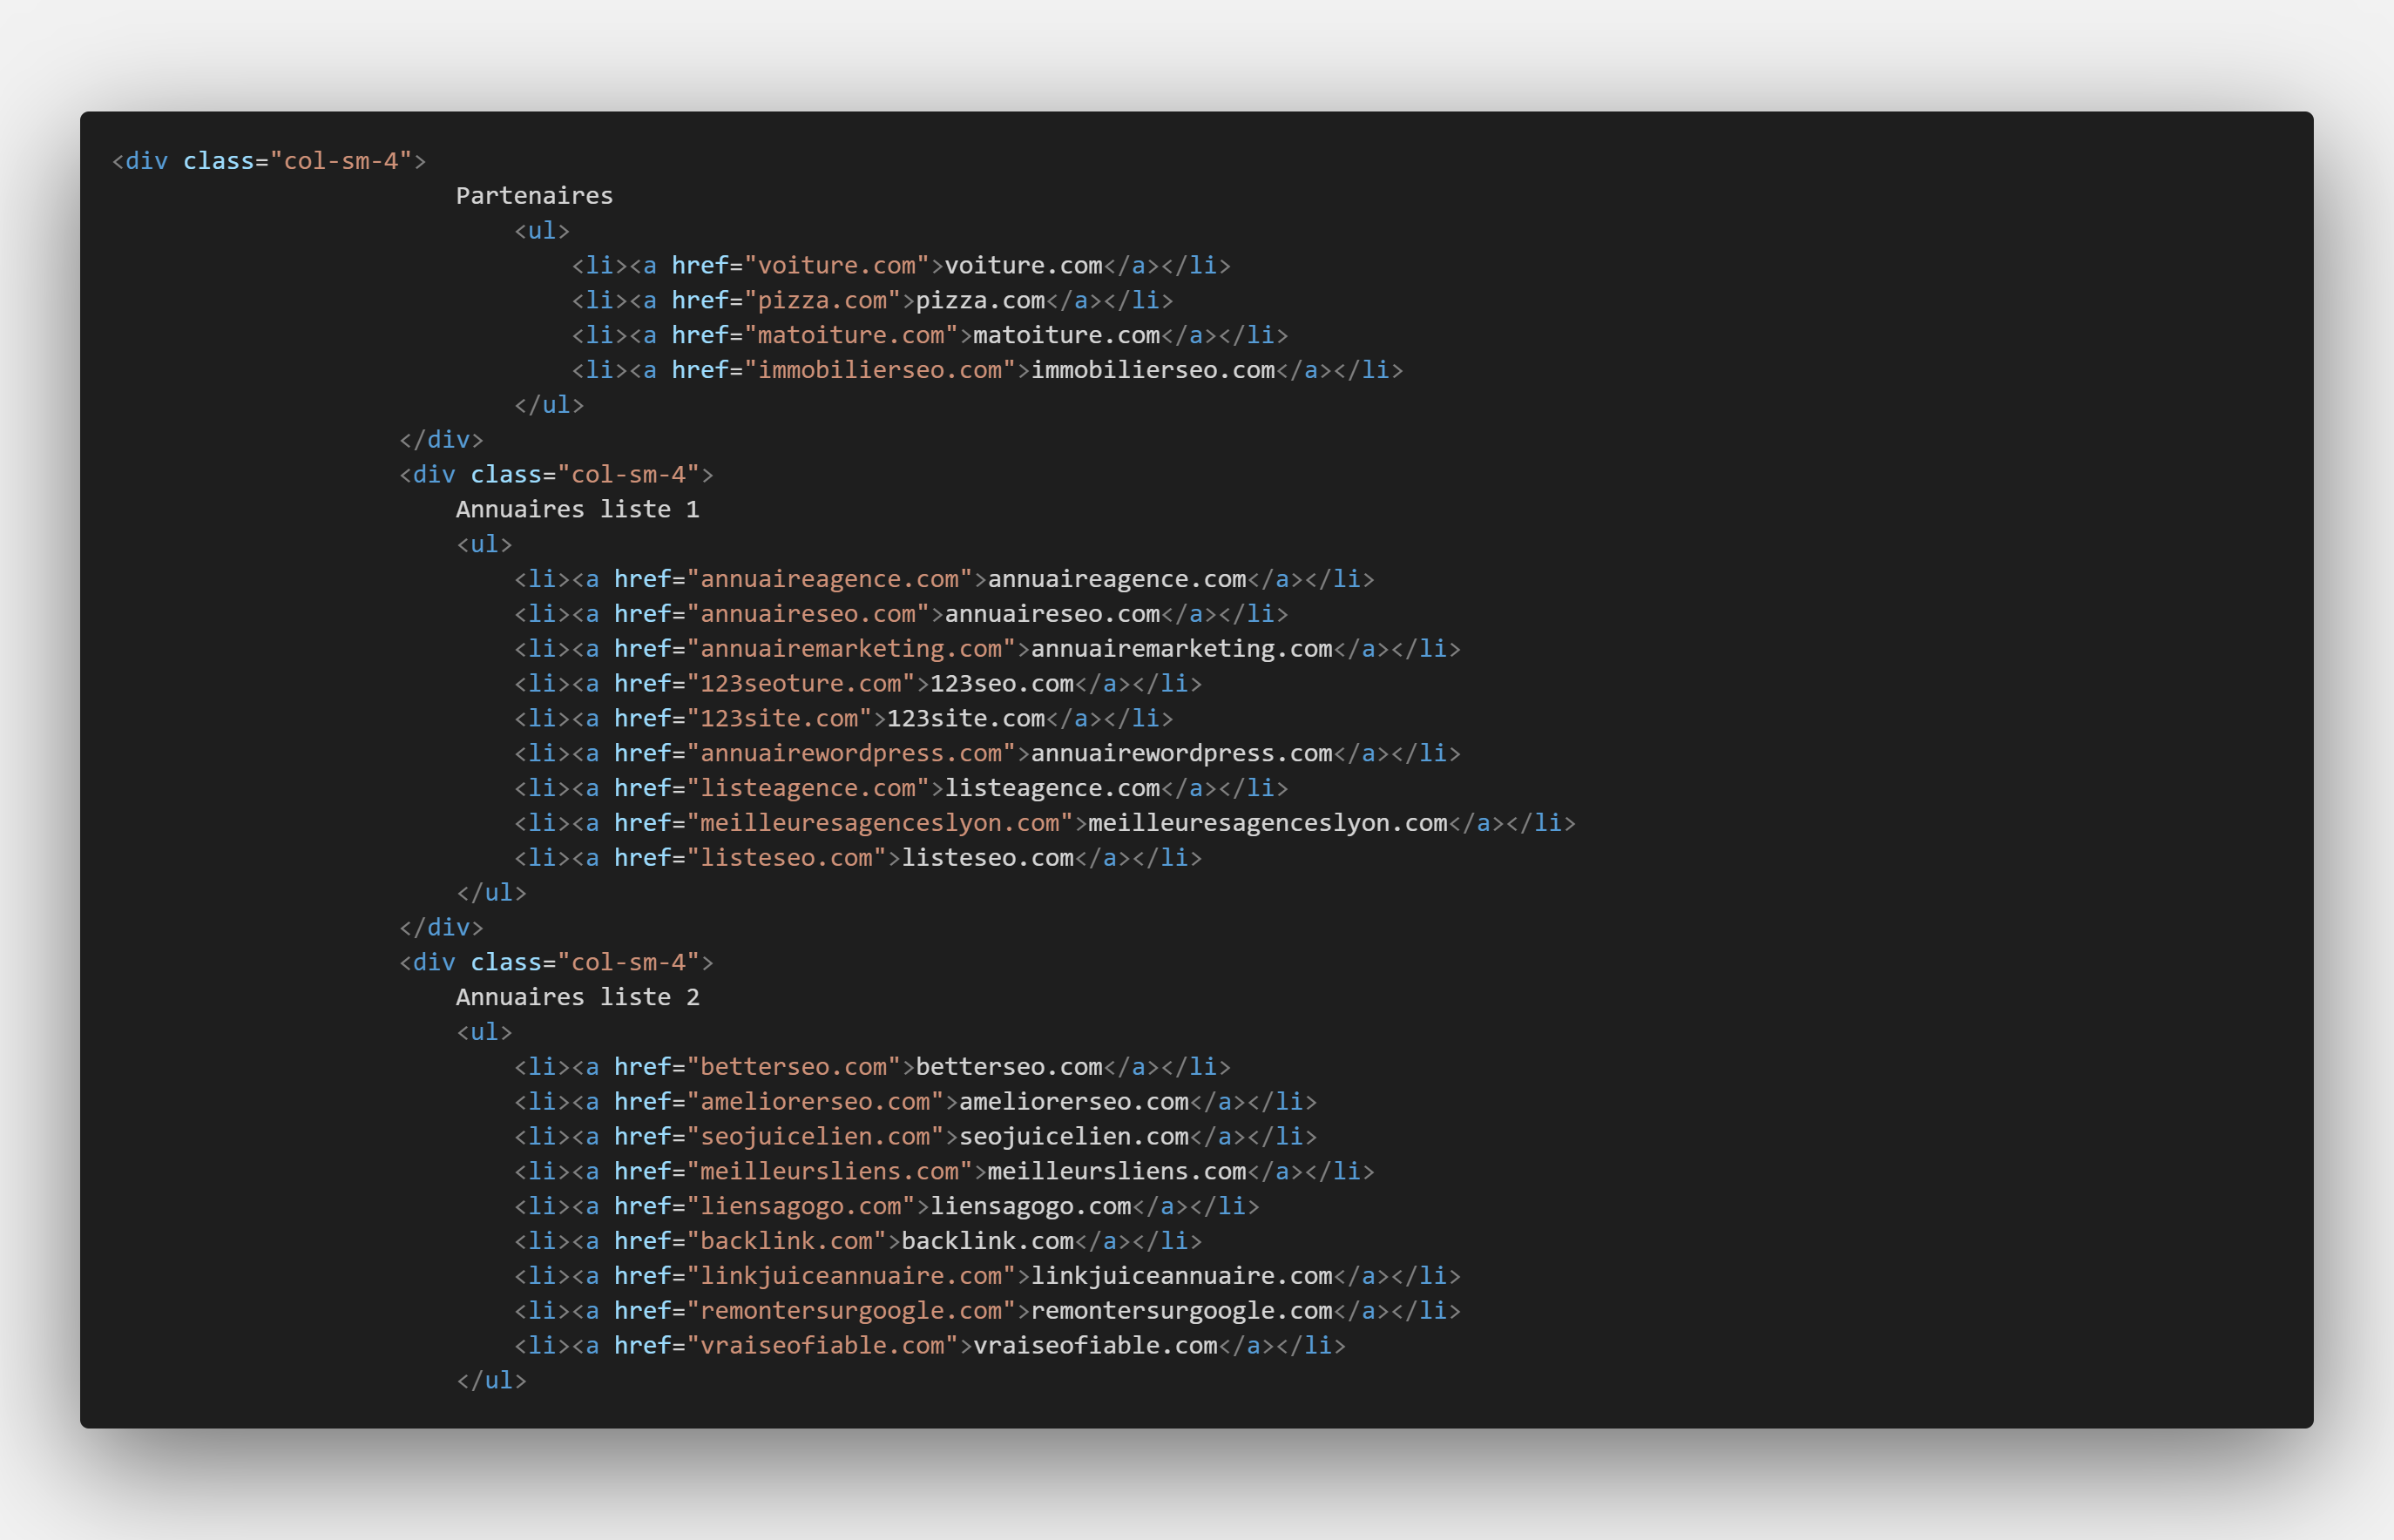 <div class="col-sm-4">
                        Partenaires
                            <ul>
                                <li><a href="voiture.com">voiture.com</a></li>
                                <li><a href="pizza.com">pizza.com</a></li>
                                <li><a href="matoiture.com">matoiture.com</a></li>
                                <li><a href="immobilierseo.com">immobilierseo.com</a></li>
                            </ul>
                    </div>
                    <div class="col-sm-4">
                        Annuaires liste 1
                        <ul>
                            <li><a href="annuaireagence.com">annuaireagence.com</a></li>
                            <li><a href="annuaireseo.com">annuaireseo.com</a></li>
                            <li><a href="annuairemarketing.com">annuairemarketing.com</a></li>
                            <li><a href="123seoture.com">123seo.com</a></li>
                            <li><a href="123site.com">123site.com</a></li>
                            <li><a href="annuairewordpress.com">annuairewordpress.com</a></li>
                            <li><a href="listeagence.com">listeagence.com</a></li>
                            <li><a href="meilleuresagenceslyon.com">meilleuresagenceslyon.com</a></li>
                            <li><a href="listeseo.com">listeseo.com</a></li>
                        </ul>
                    </div>
                    <div class="col-sm-4">
                        Annuaires liste 2
                        <ul>
                            <li><a href="betterseo.com">betterseo.com</a></li>
                            <li><a href="ameliorerseo.com">ameliorerseo.com</a></li>
                            <li><a href="seojuicelien.com">seojuicelien.com</a></li>
                            <li><a href="meilleursliens.com">meilleursliens.com</a></li>
                            <li><a href="liensagogo.com">liensagogo.com</a></li>
                            <li><a href="backlink.com">backlink.com</a></li>
                            <li><a href="linkjuiceannuaire.com">linkjuiceannuaire.com</a></li>
                            <li><a href="remontersurgoogle.com">remontersurgoogle.com</a></li>
                            <li><a href="vraiseofiable.com">vraiseofiable.com</a></li>
                        </ul>